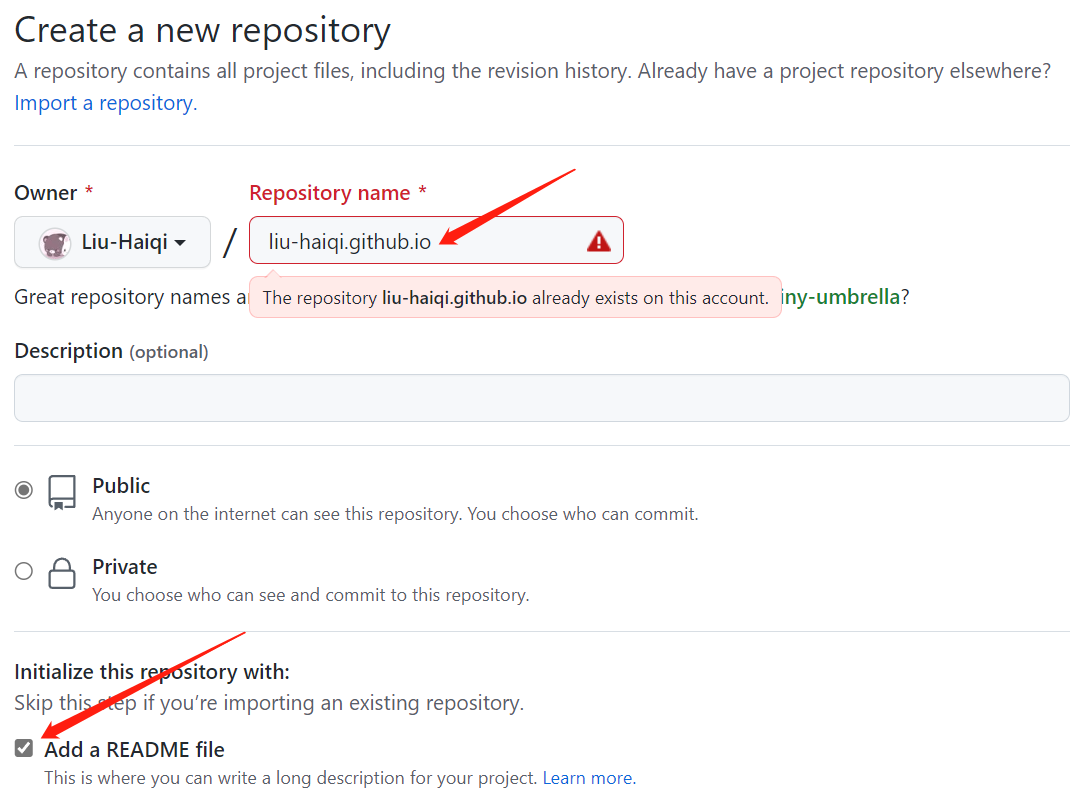 Create a new repository
A repository contains all project files, including the revision history. Already have a project repository elsewhere?
Import a repository.
Owner *
Repository name *
Liu-Haiqi
/
liu-haiqi.github.io
Great repository names
The repository liu-haiqi.github.io already exists on this account.
iny-umbrella?
Description (optional)
Public
Anyone on the internet can see this repository. You choose who can commit.
Private
You choose who can see and commit to this repository.
Initialize this repository with:
Skip this step if you're importing an existing repository.
Add a README file
This is where you can write a long description for your project. Learn more.